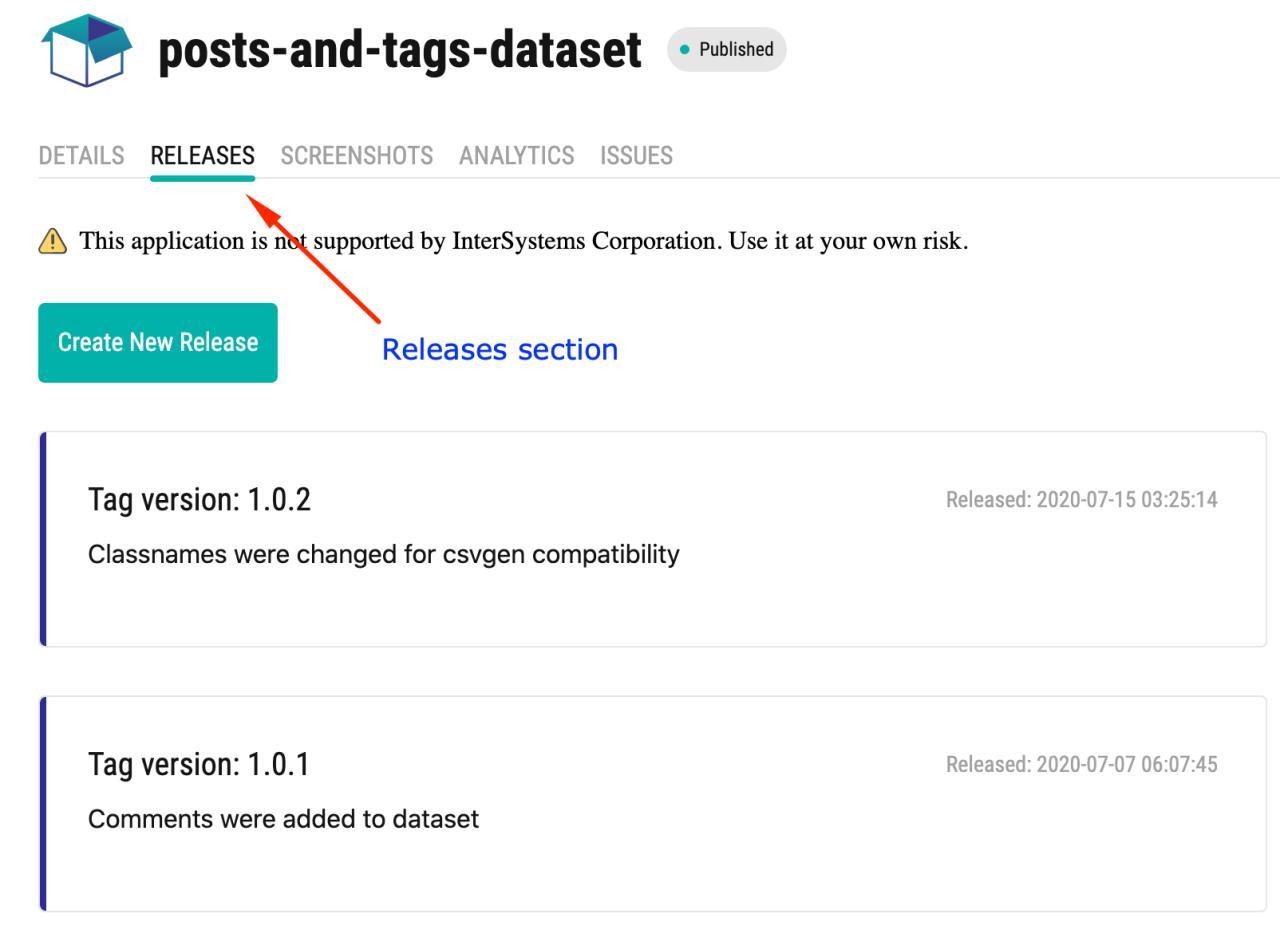 posts-and-tags-dataset
Published
DETAILS RELEASES SCREENSHOTS ANALYTICS ISSUES
This application is not supported by InterSystems Corporation. Use it at your own risk.
Create New Release
Releases section
Tag version: 1.0.2
Released: 2020-07-15 03:25:14
Classnames were changed for csvgen compatibility
Tag version: 1.0.1
Released: 2020-07-07 06:07:45
Comments were added to dataset